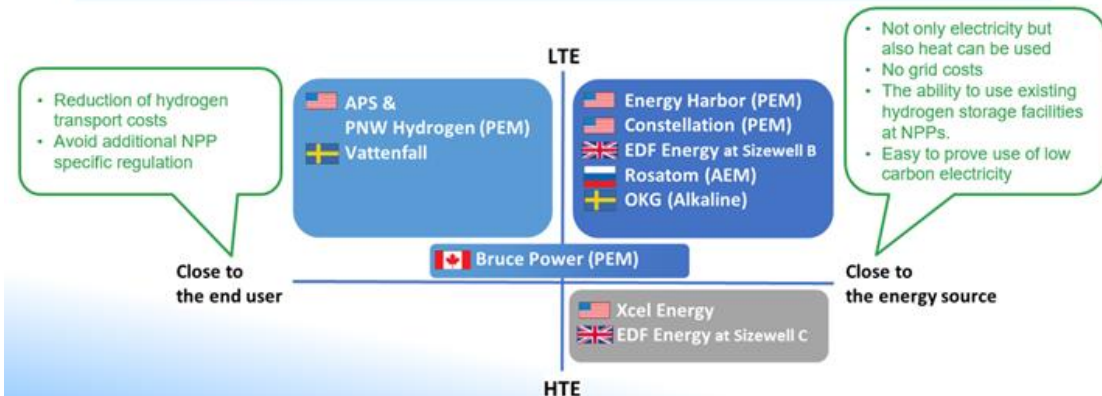 LTE
• Reduction of hydrogen
transport costs
• Avoid additional NPP
specific regulation
APS &
PNW Hydrogen (PEM)
Vattenfall
Energy Harbor (PEM)
Constellation (PEM)
EDF Energy at Sizewell B
Rosatom (AEM)
OKG (Alkaline)
• Not only electricity but
also heat can be used
• No grid costs
• The ability to use existing
hydrogen storage facilities
at NPPs.
• Easy to prove use of low
carbon electricity
Bruce Power (PEM)
Close to
the end user
Close to
the energy source
Xcel Energy
EDF Energy at Sizewell C
HTE